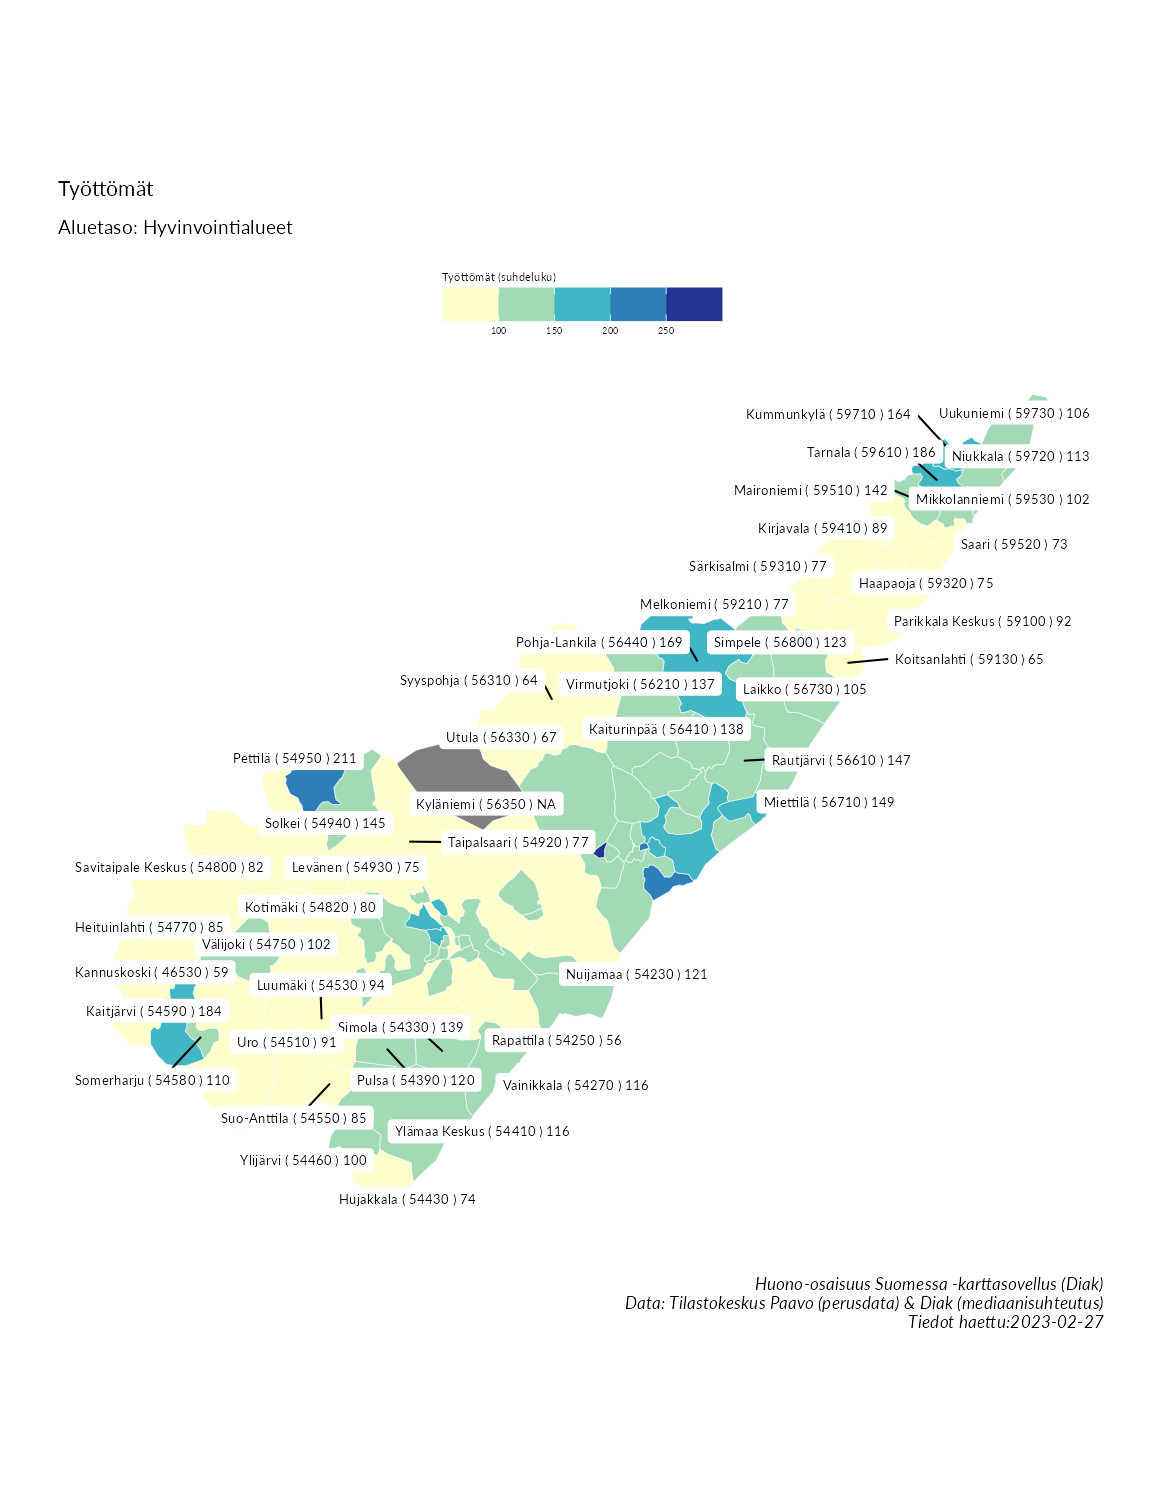 Työttömät
Aluetaso: Hyvinvointialueet
Työttömät (suhdeluku)
100 150 200 250
Kummunkylä ( 59710 ) 164
Uukuniemi ( 59730 ) 106
Tarnala ( 59610 ) 186
Niukkala ( 59720 ) 113
Maironiemi ( 59510 ) 142
Mikkolanniemi ( 59530 ) 102
Kirjavala ( 59410 ) 89
Saari ( 59520 ) 73
Särkisalmi ( 59310 ) 77
Haapaoja ( 59320 ) 75
Melkoniemi ( 59210 ) 77
Parikkala Keskus ( 59100 ) 92
Pohja-Lankila ( 56440 ) 169
Simpele ( 56800 ) 123
Koitsanlahti ( 59130 ) 65
Syyspohja ( 56310 ) 64
Virmutjoki ( 56210 ) 137
Laikko ( 56730 ) 105
Kaiturinpää ( 56410 ) 138
Utula ( 56330 ) 67
Pettilä ( 54950 ) 211
Rautjärvi ( 56610 ) 147
Kyläniemi ( 56350 ) NA
Miettilä ( 56710 ) 149
Solkei ( 54940 ) 145
Taipalsaari ( 54920 ) 77
Savitaipale Keskus ( 54800 ) 82
Levänen ( 54930 ) 75
Kotimäki ( 54820 ) 80
Heituinlahti ( 54770 ) 85
Välijoki ( 54750 ) 102
Kannuskoski ( 46530 ) 59
Nuijamaa ( 54230 ) 121
Luumäki ( 54530 ) 94
Kaitjärvi ( 54590 ) 184
Simola ( 54330 ) 139
Uro ( 54510 ) 91
Rapattila ( 54250 ) 56
Somerharju ( 54580 ) 110
Pulsa ( 54390 ) 120
Vainikkala ( 54270 ) 116
Suo-Anttila ( 54550 ) 85
Ylämaa Keskus ( 54410 ) 116
Ylijärvi ( 54460 ) 100
Hujakkala ( 54430 ) 74
Huono-osaisuus Suomessa -karttasovellus (Diak)
Data: Tilastokeskus Paavo (perusdata) & Diak (mediaanisuhteutus)
Tiedot haettu:2023-02-27